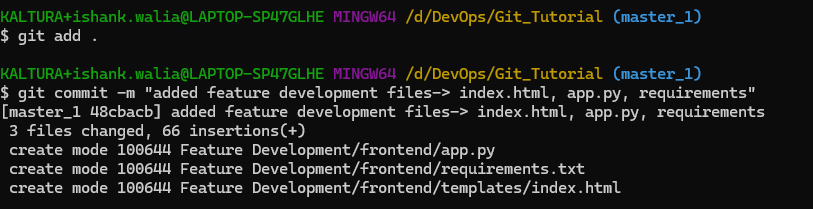 KALTURA+ishank.walia@LAPTOP-SP47GLHE MINGW64 /d/DevOps/Git_Tutorial (master_1)
$ git add .
KALTURA+ishank.walia@LAPTOP-SP47GLHE MINGW64 /d/DevOps/Git_Tutorial (master_1)
$ git commit -m "added feature development files-> index.html, app.py, requirements"
[master_1 48cbacb] added feature development files-> index.html, app.py, requirements
 3 files changed, 66 insertions(+)
 create mode 100644 Feature Development/frontend/app.py
 create mode 100644 Feature Development/frontend/requirements.txt
 create mode 100644 Feature Development/frontend/templates/index.html